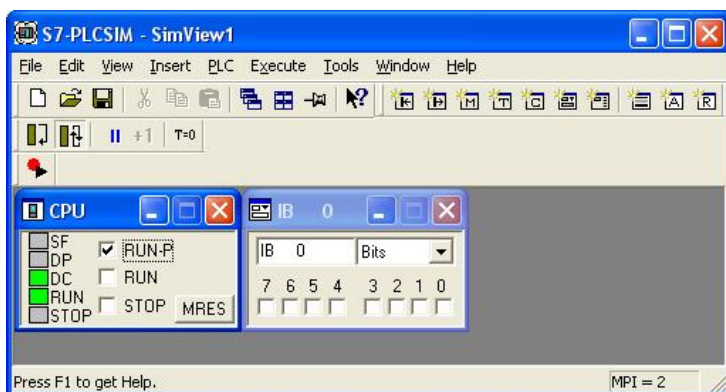 S7-PLCSIM - SimView1
File Edit View Insert PLC Execute Tools Window Help
+1 T=0
CPU
SF
DP
DC
RUN
STOP
RUN-P
RUN
STOP
MRES
IB 0
IB 0 Bits
7 6 5 4 3 2 1 0
Press F1 to get Help.
MPI = 2